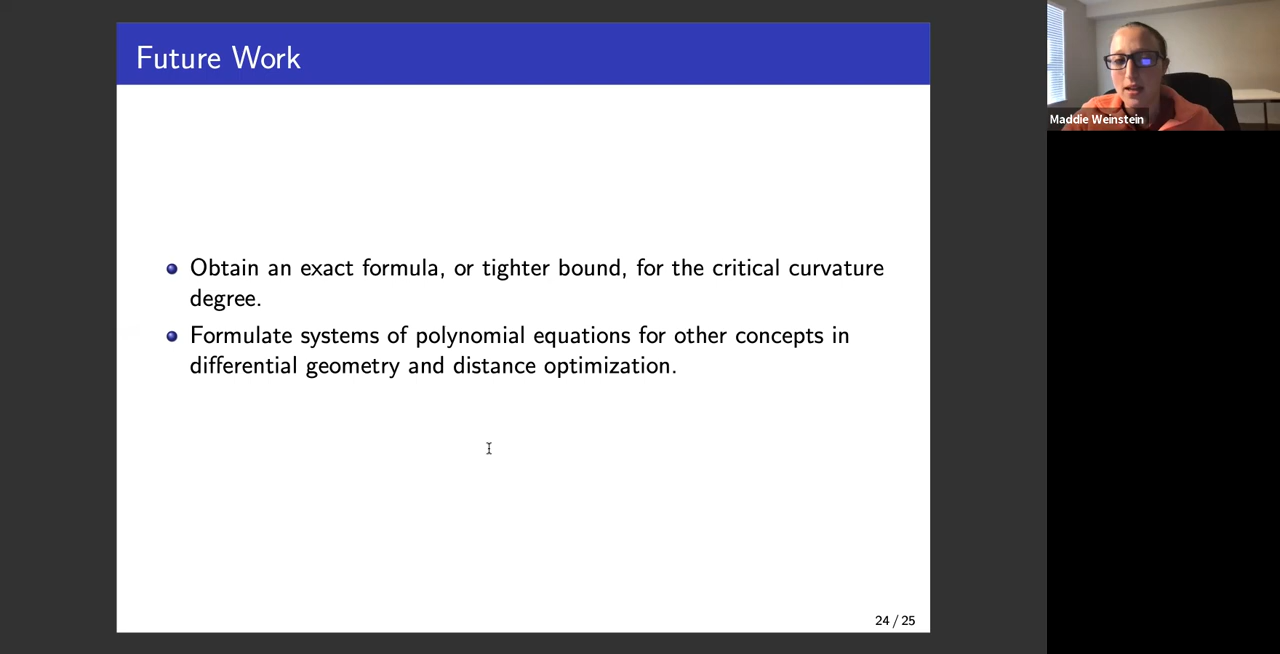 Future Work
Obtain an exact formula, or tighter bound, for the critical curvature
degree.
Formulate systems of polynomial equations for other concepts in
differential geometry and distance optimization.
24 / 25
Maddie Weinstein